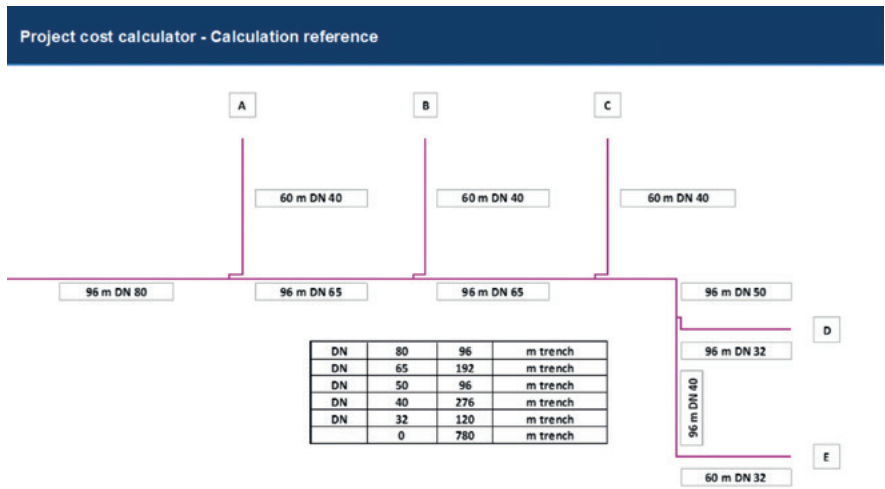 Project cost calculator - Calculation reference
A
B
C
60 m DN 40
60 m DN 40
60 m DN 40
96 m DN 80
96 m DN 65
96 m DN 65
96 m DN 50
D
96 m DN 32
96 m DN 40
E
60 m DN 32
DN 80 96 m trench
DN 65 192 m trench
DN 50 96 m trench
DN 40 276 m trench
DN 32 120 m trench
0 780 m trench